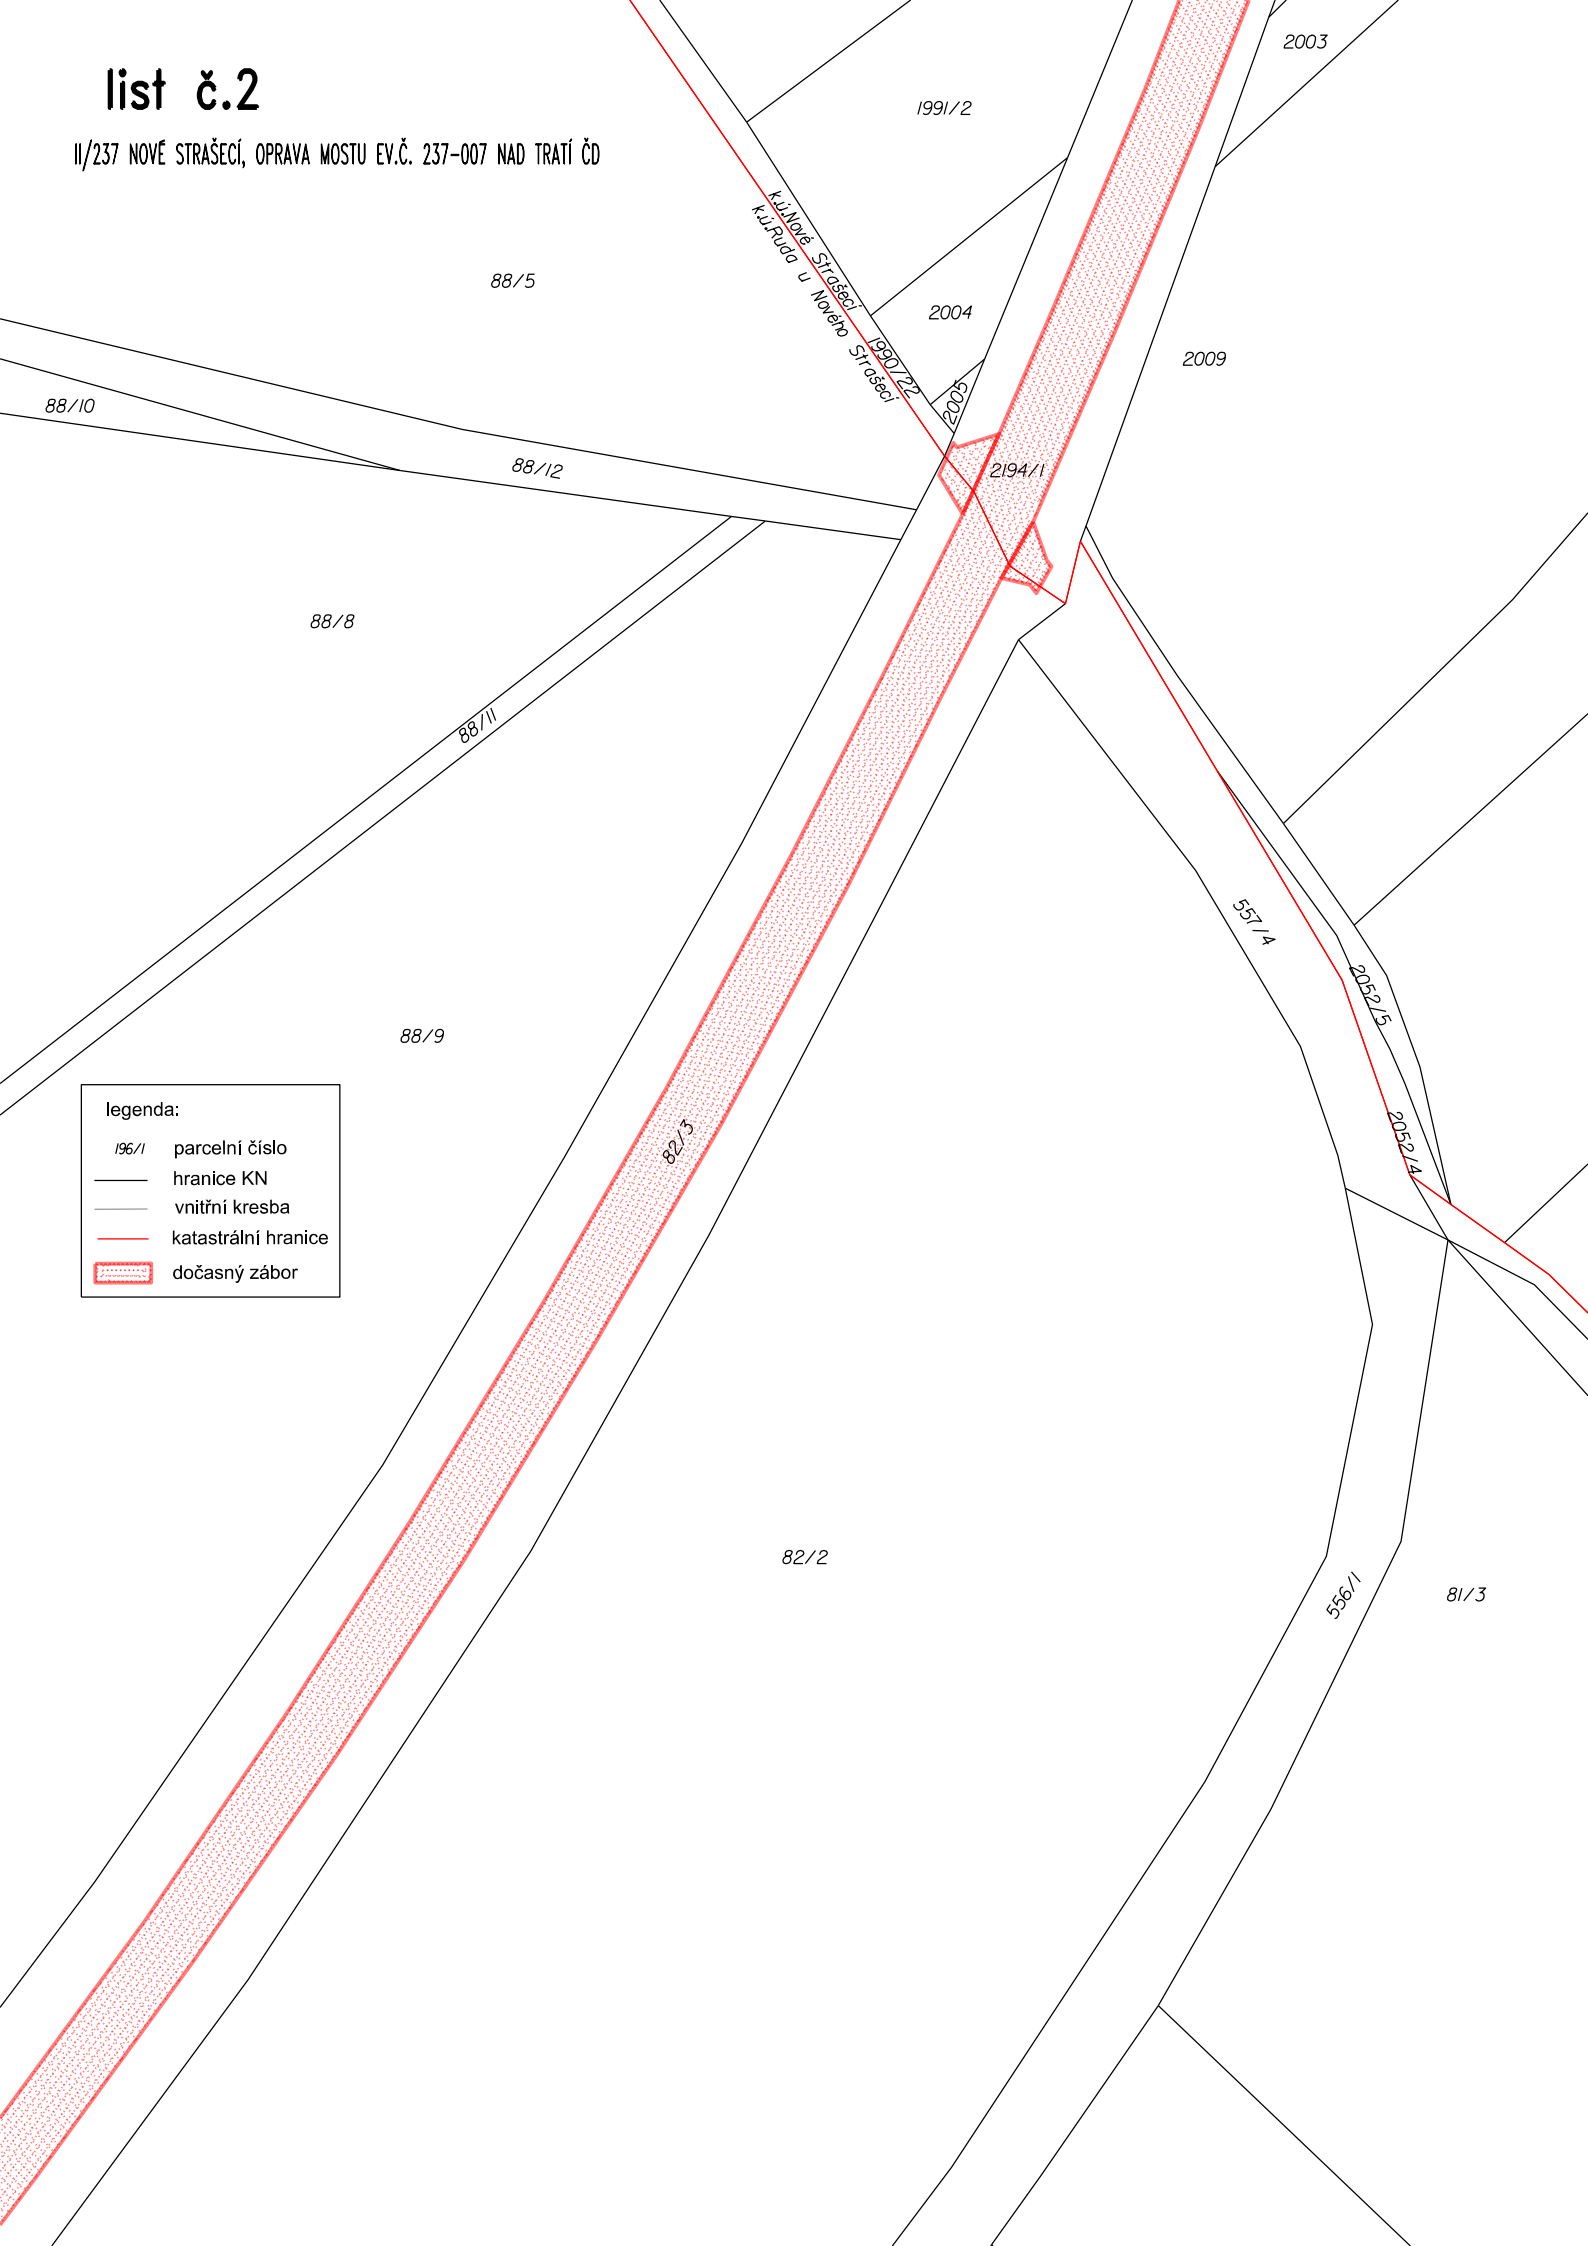 list č.2
II/237 NOVÉ STRAŠECÍ, OPRAVA MOSTU EV.Č. 237-007 NAD TRATÍ ČD
2003
1991/2
k.ú.Nové Strašecí
k.ú.Ruda u Nového Strašecí
88/5
2004
1990/22
2009
2005
88/10
88/12
2194/1
88/8
88/11
557/4
2052/5
88/9
2052/4
82/3
legenda:
196/1 parcelní číslo
hranice KN
vnitřní kresba
katastrální hranice
dočasný zábor
82/2
556/1
81/3